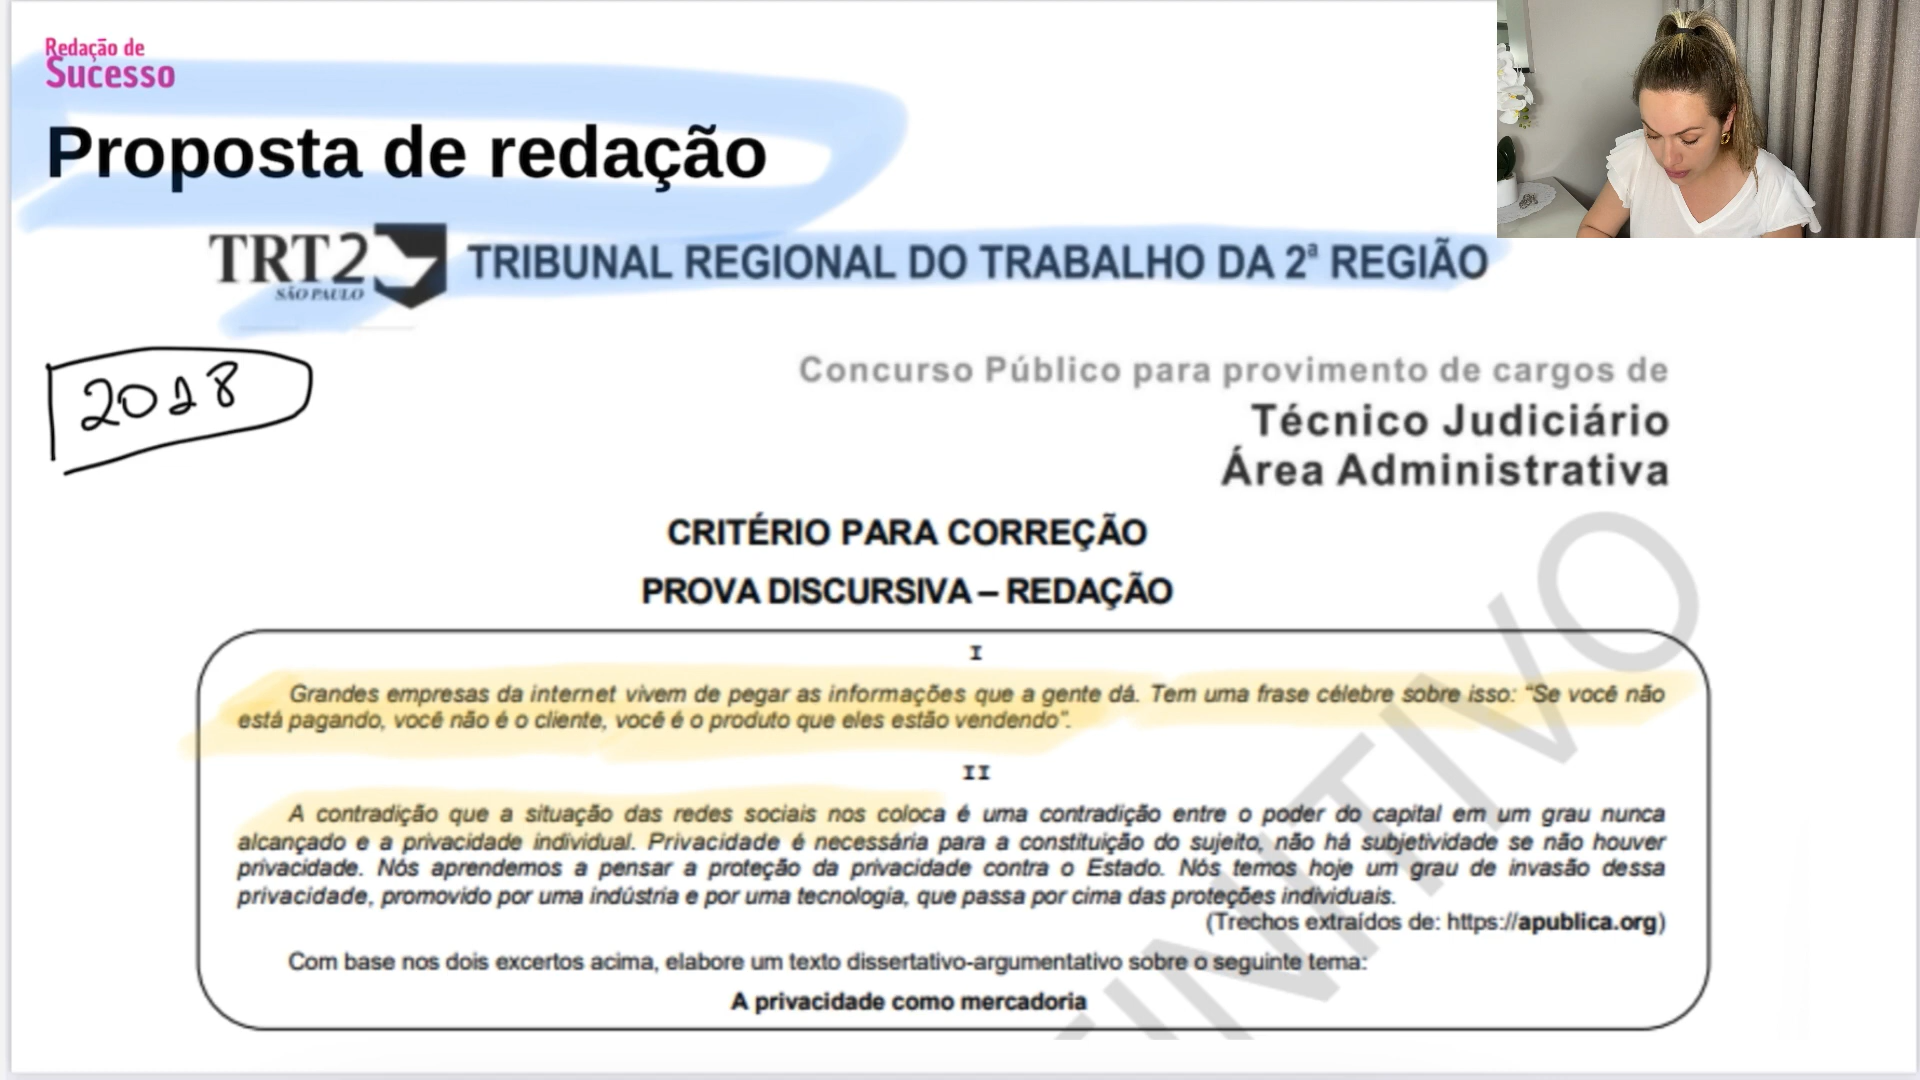 Redação de
Sucesso
Proposta de redação
TRT2
SÃO PAULO
TRIBUNAL REGIONAL DO TRABALHO DA 2ª REGIÃO
2018
Concurso Público para provimento de cargos de
Técnico Judiciário
Área Administrativa
CRITÉRIO PARA CORREÇÃO
PROVA DISCURSIVA – REDAÇÃO
I
Grandes empresas da internet vivem de pegar as informações que a gente dá. Tem uma frase célebre sobre isso: "Se você não
está pagando, você não é o cliente, você é o produto que eles estão vendendo".
II
A contradição que a situação das redes sociais nos coloca é uma contradição entre o poder do capital em um grau nunca
alcançado e a privacidade individual. Privacidade é necessária para a constituição do sujeito, não há subjetividade se não houver
privacidade. Nós aprendemos a pensar a proteção da privacidade contra o Estado. Nós temos hoje um grau de invasão dessa
privacidade, promovido por uma indústria e por uma tecnologia, que passa por cima das proteções individuais.
(Trechos extraídos de: https://apublica.org)
Com base nos dois excertos acima, elabore um texto dissertativo-argumentativo sobre o seguinte tema:
A privacidade como mercadoria
INITIVO